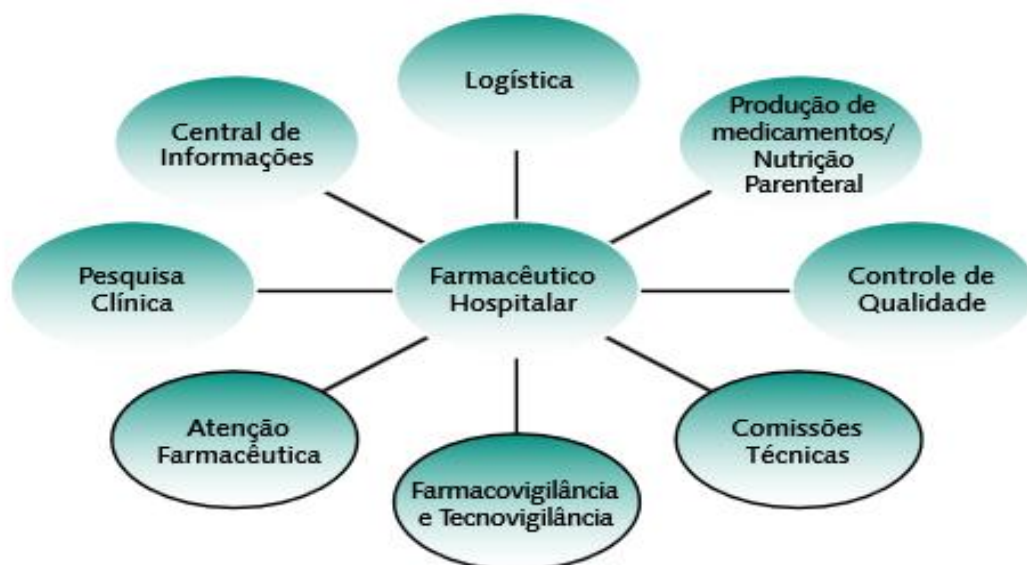 Logística
Central de
Informações
Produção de
medicamentos/
Nutrição
Parenteral
Pesquisa
Clínica
Farmacêutico
Hospitalar
Controle de
Qualidade
Atenção
Farmacêutica
Farmacovigilância
e Tecnovigilância
Comissões
Técnicas